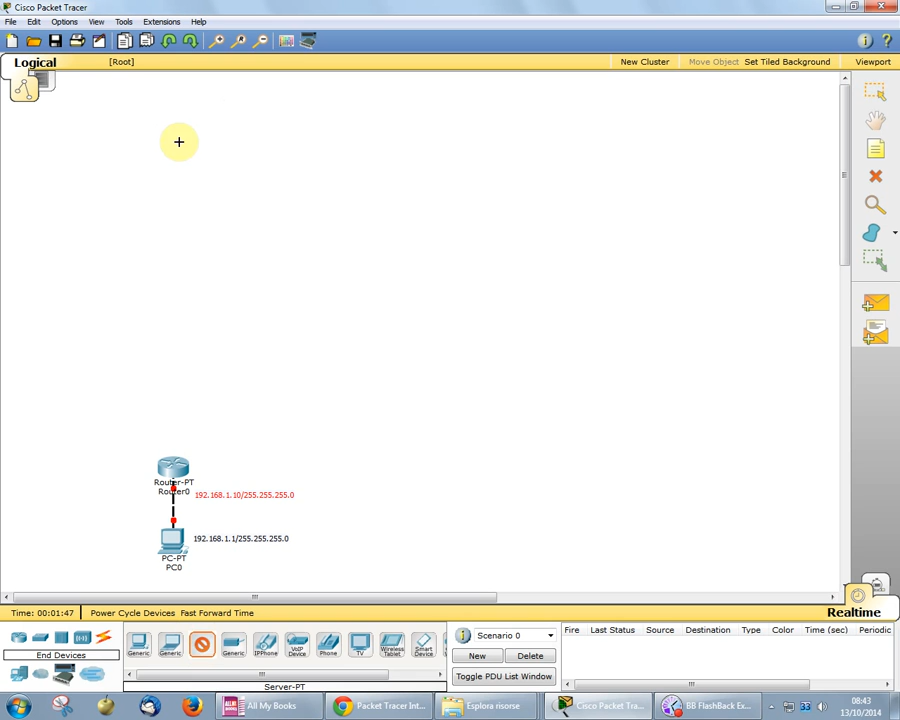 Cisco Packet Tracer
File Edit Options View Tools Extensions Help
Logical [Root] New Cluster Move Object Set Tiled Background Viewport
Router-PT
Router0
192.168.1.10/255.255.255.0
192.168.1.1/255.255.255.0
PC-PT
PC0
Time: 00:01:47 Power Cycle Devices Fast Forward Time
Realtime
End Devices
Generic Generic Generic IPPhone VoIP Device Phone TV Wireless Tablet Smart Device
Server-PT
Scenario 0
New Delete
Toggle PDU List Window
Fire Last Status Source Destination Type Color Time (sec) Periodic
All My Books
Packet Tracer Int...
Esplora risorse
Cisco Packet Tra...
BB FlashBack Ex...
33
08:43
13/10/2014